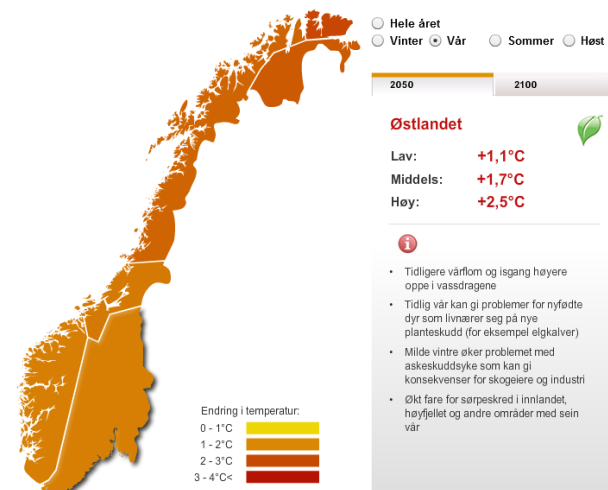 Hele året
Vinter Vår Sommer Høst
2050 2100
Østlandet
Lav: +1,1°C
Middels: +1,7°C
Høy: +2,5°C
i
• Tidligere vårflom og isgang høyere
oppe i vassdragene
• Tidlig vår kan gi problemer for nyfødte
dyr som livnærer seg på nye
planteskudd (for eksempel elgkalver)
• Milde vintre øker problemet med
askeskuddsyke som kan gi
konsekvenser for skogeiere og industri
• Økt fare for sørpeskred i innlandet,
høyfjellet og andre områder med sein
vår
Endring i temperatur:
0 - 1°C
1 - 2°C
2 - 3°C
3 - 4°C<